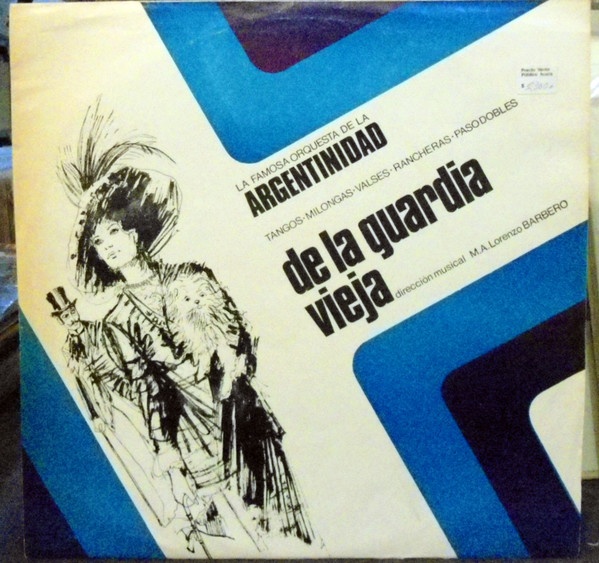 LA FAMOSA ORQUESTA DE LA
ARGENTINIDAD
TANGOS-MILONGAS-VALSES-RANCHERAS-PASODOBLES
de la guardia
vieja
dirección musical M.A.Lorenzo BARBERO